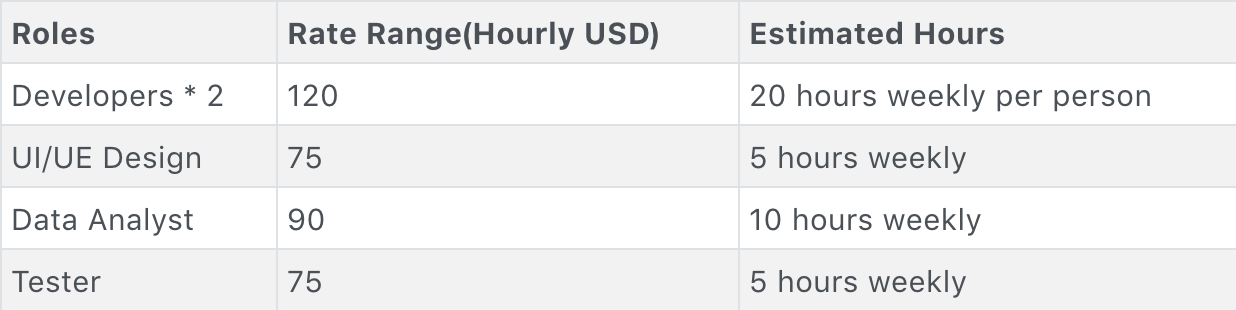 Roles Rate Range(Hourly USD) Estimated Hours
Developers * 2 120 20 hours weekly per person
UI/UE Design 75 5 hours weekly
Data Analyst 90 10 hours weekly
Tester 75 5 hours weekly